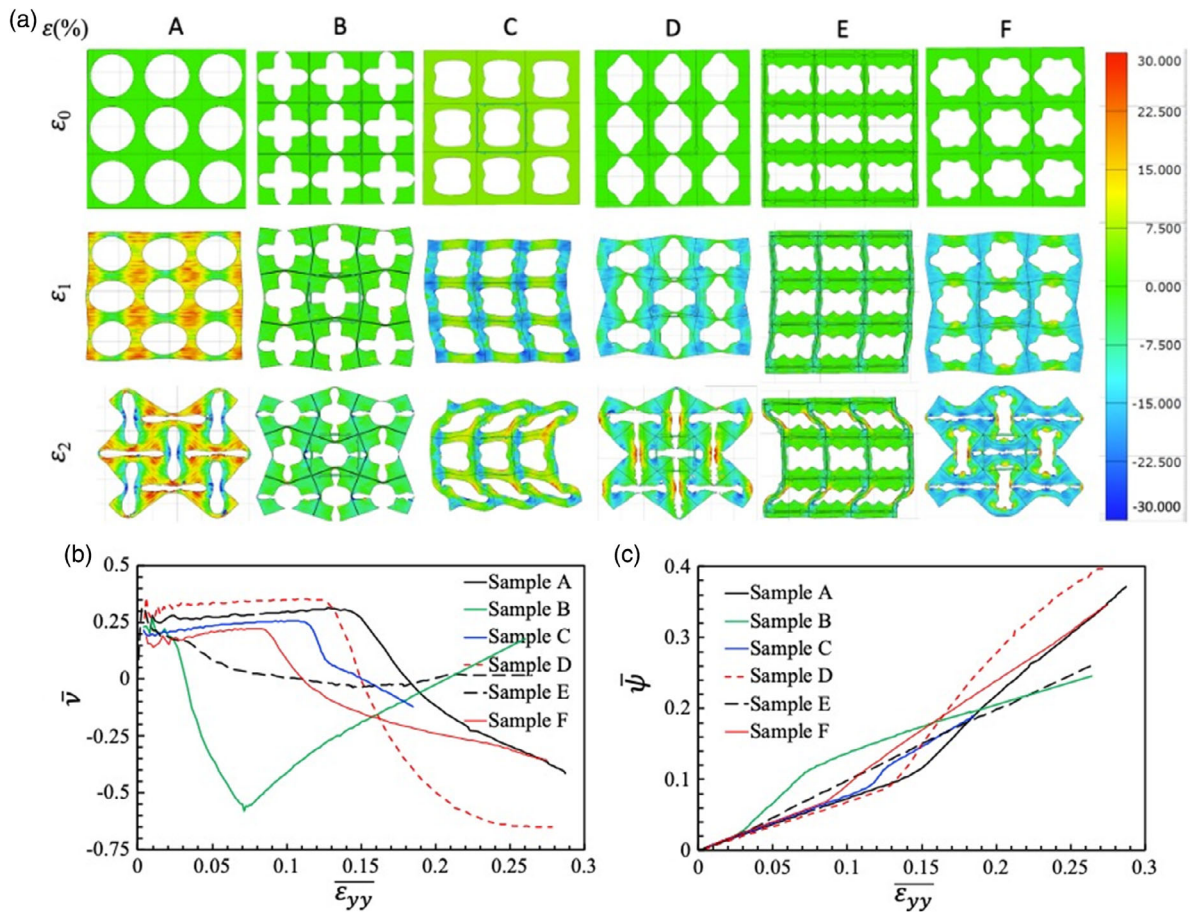 (a) ε(%) A B C D E F
ε0
ε1
ε2
30.000
22.500
15.000
7.500
0.000
-7.500
-15.000
-22.500
-30.000
(b)
0.5
0.25
0
-0.25
-0.5
-0.75
ν̄
0 0.05 0.1 0.15 0.2 0.25 0.3
ε̅yy
Sample A
Sample B
Sample C
Sample D
Sample E
Sample F
(c)
0.4
0.3
0.2
0.1
0
ψ̄
0 0.05 0.1 0.15 0.2 0.25 0.3
ε̅yy
Sample A
Sample B
Sample C
Sample D
Sample E
Sample F